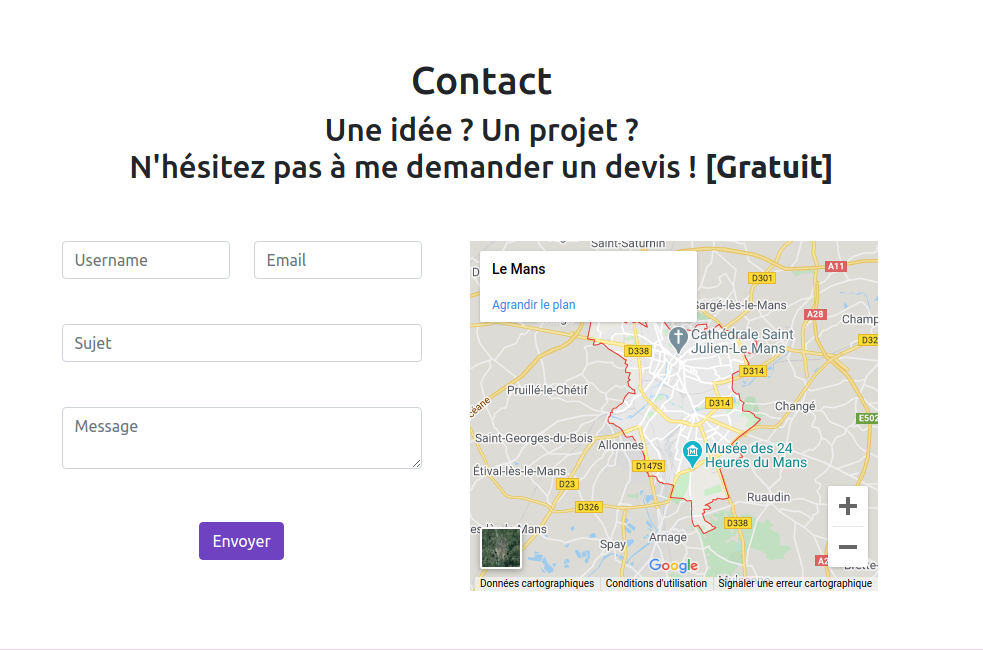 Contact
Une idée ? Un projet ?
N'hésitez pas à me demander un devis ! [Gratuit]
Username
Email
Sujet
Message
Envoyer
Saint-Saturnin
Le Mans
Agrandir le plan
A11
D301
Sargé-lès-le-Mans
A28
Cathédrale Saint
Julien-Le Mans
D338
D314
Pruillé-le-Chétif
D314
Changé
E502
Saint-Georges-du-Bois
Allonnes
Musée des 24
Heures du Mans
D147S
Étival-lès-le-Mans
D23
Ruaudin
D326
D338
Arnage
Spay
Google
Données cartographiques
Conditions d'utilisation
Signaler une erreur cartographique